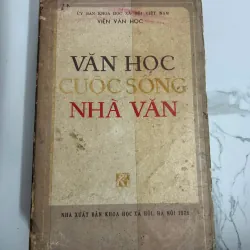 ỦY BAN KHOA HỌC XÃ HỘI VIỆT NAM
VIỆN VĂN HỌC
VĂN HỌC
CUỘC SỐNG
NHÀ VĂN
NHÀ XUẤT BẢN KHOA HỌC XÃ HỘI, HÀ NỘI